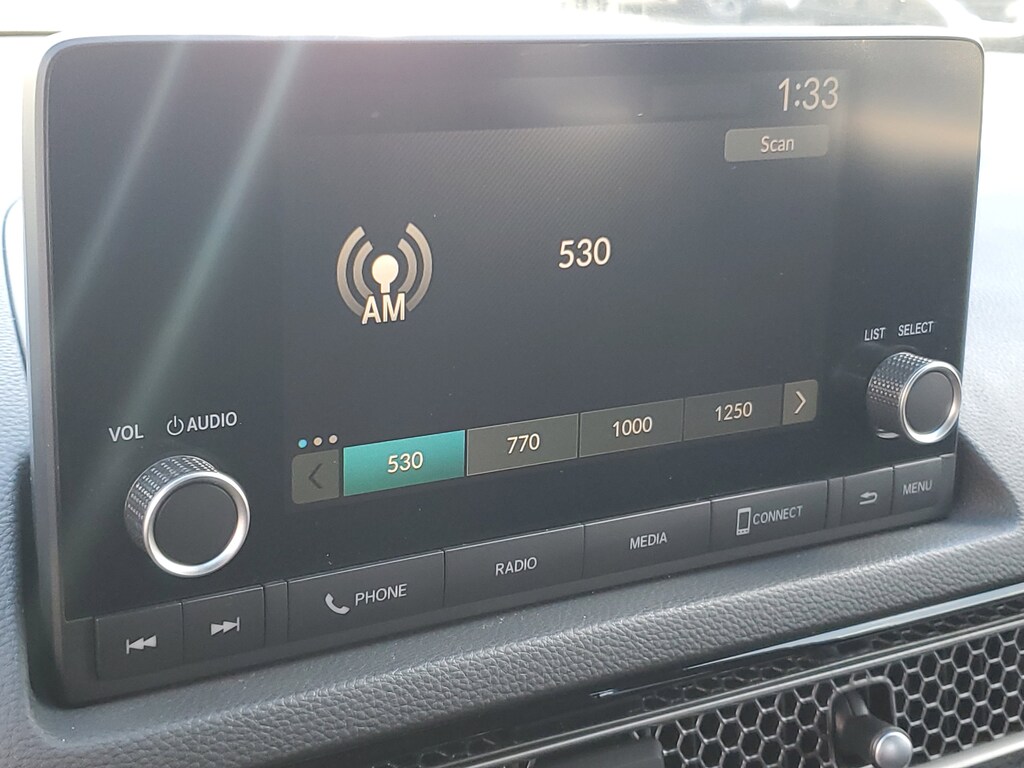 1:33
Scan
530
AM
LIST SELECT
VOL AUDIO
530 770 1000 1250
PHONE RADIO MEDIA CONNECT MENU